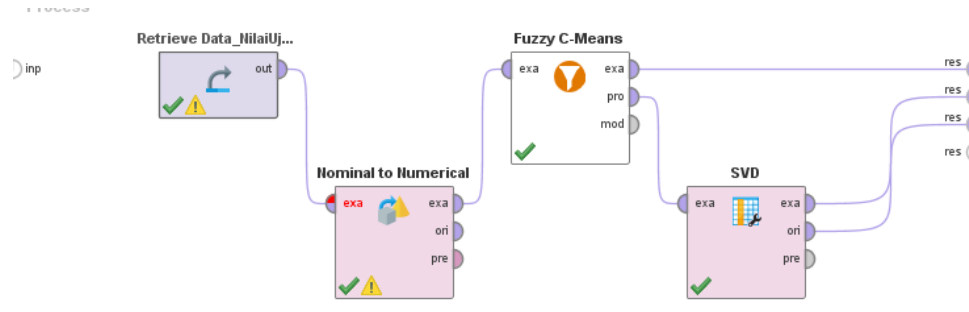 Process
Retrieve Data_NilaiUj...
Fuzzy C-Means
inp
out
exa
exa
res
pro
res
mod
res
res
Nominal to Numerical
SVD
exa
exa
ori
pre
exa
exa
ori
pre